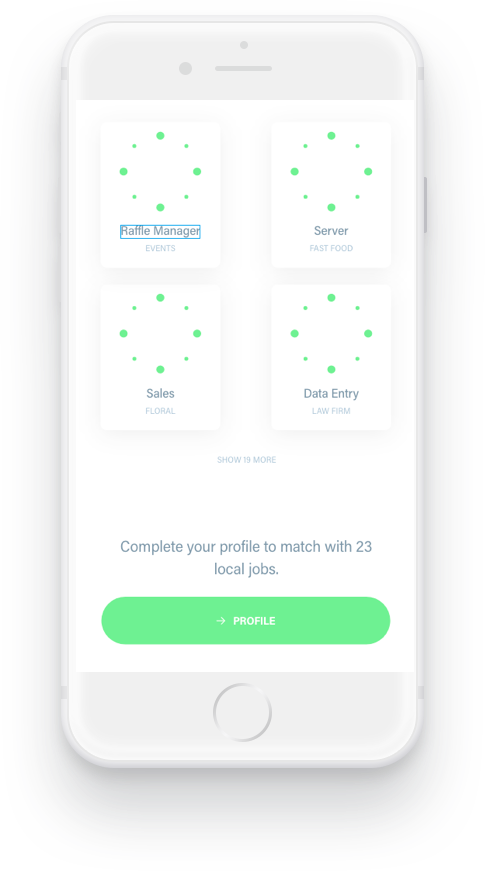 Raffle Manager
EVENTS
Server
FAST FOOD
Sales
FLORAL
Data Entry
LAW FIRM
SHOW 19 MORE
Complete your profile to match with 23
local jobs.
→ PROFILE